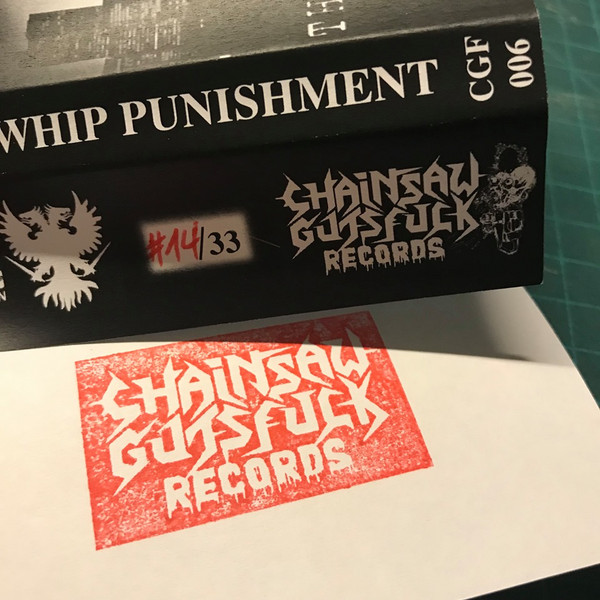 WHIP PUNISHMENT
CGF
006
#14/33
CHAINSAW
GUTSFUCK
RECORDS
CHAINSAW
GUTSFUCK
RECORDS